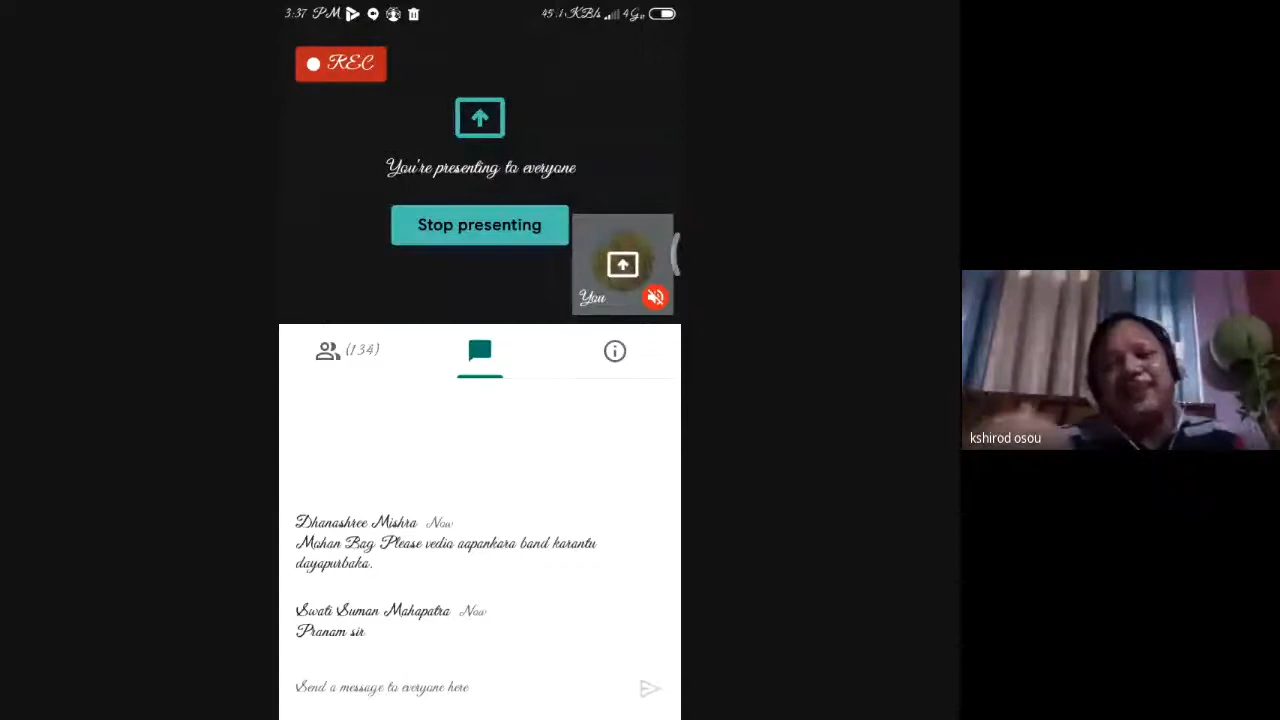 3:37 PM
45.1 KB/s 4G
REC
You're presenting to everyone
Stop presenting
You
(134)
Dhanashree Mishra Now
Mohan Bag Please vedio aapankara band karantu
dayapurbaka.
Swati Suman Mahapatra Now
Pranam sir
Send a message to everyone here
kshirod osou